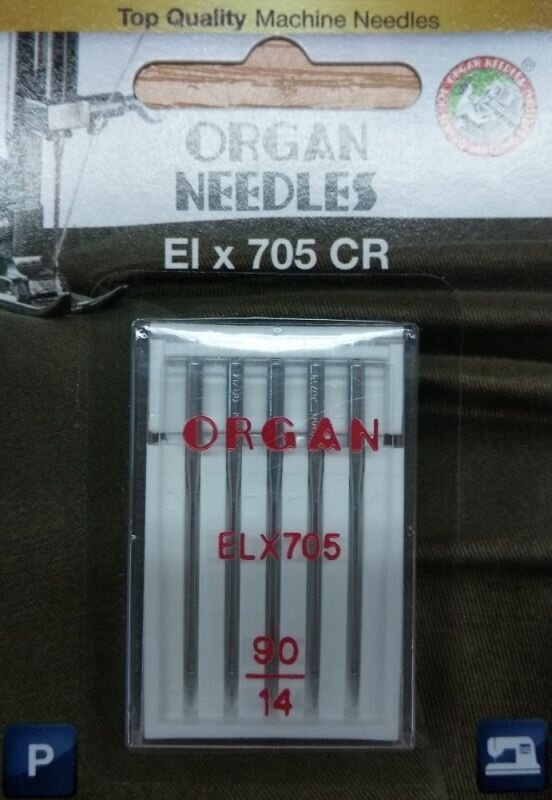 Top Quality Machine Needles
ORGAN
NEEDLES
El x 705 CR
ORGAN
ELX705
90
14
P